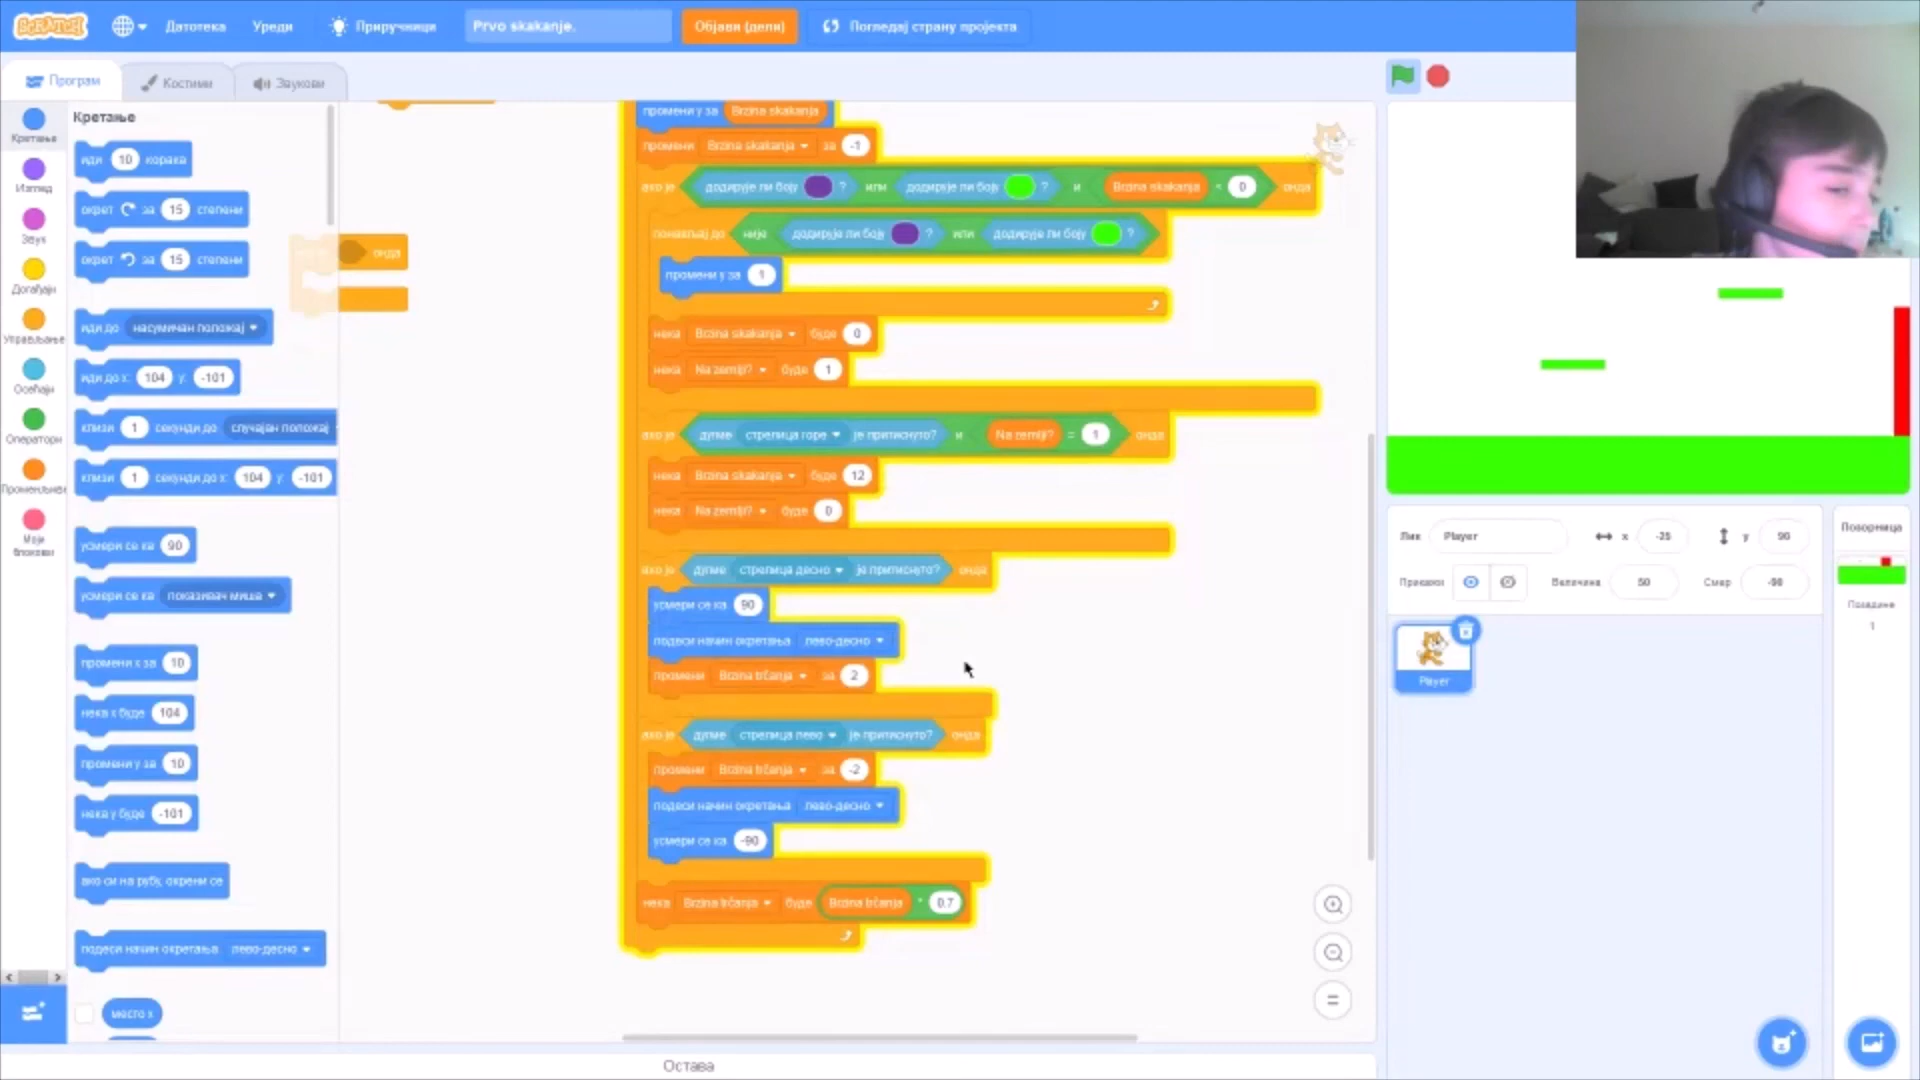 SCRATCH
Датотека
Уреди
Приручници
Prvo skakanje.
Објави (дели)
Погледај страну пројекта
Програм
Костими
Звукови
Кретање
Кретање
Изглед
Звук
Догађаји
Управљање
Осећаји
Оператори
Променљиве
Моји блокови
иди 10 корака
окрет за 15 степени
окрет за 15 степени
иди до насумичан положај
иди до x: 104 y: -101
клизи 1 секунди до случајан положај
клизи 1 секунди до x: 104 y: -101
усмери се ка 90
усмери се ка показивач миша
промени x за 10
нека x буде 104
промени y за 10
нека y буде -101
ако си на рубу, окрени се
подеси начин окретања лево-десно
место x
онда
промени y за Brzina skakanja
промени Brzina skakanja за -1
ако је додирује ли боју ? или додирује ли боју ? и Brzina skakanja < 0 онда
понављај до није додирује ли боју ? или додирује ли боју ?
промени y за 1
нека Brzina skakanja буде 0
нека Na zemlji? буде 1
ако је дугме стрелица горе је притиснуто? и Na zemlji? = 1 онда
нека Brzina skakanja буде 12
нека Na zemlji? буде 0
ако је дугме стрелица десно је притиснуто? онда
усмери се ка 90
подеси начин окретања лево-десно
промени Brzina trčanja за 2
ако је дугме стрелица лево је притиснуто? онда
промени Brzina trčanja за -2
подеси начин окретања лево-десно
усмери се ка -90
нека Brzina trčanja буде Brzina trčanja * 0.7
Остава
Лик Player x -25 y 90
Прикажи Величина 50 Смер -90
Player
Позорница
Позадине
1